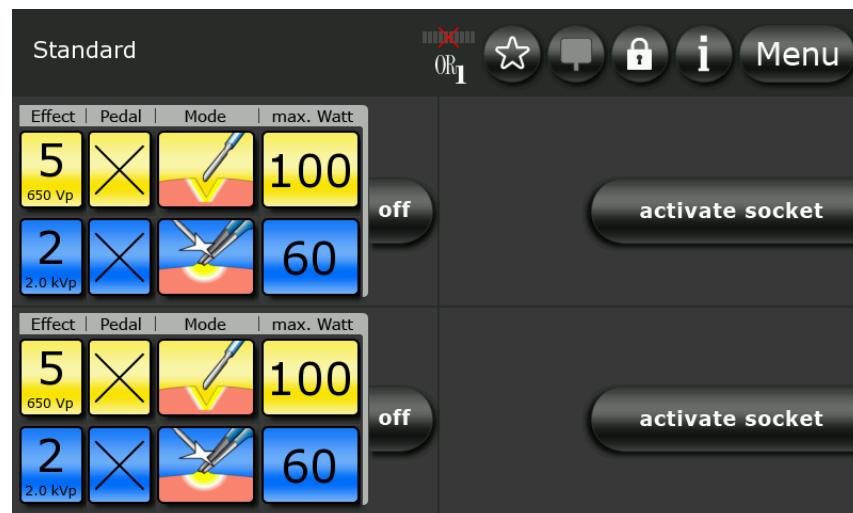 Standard
OR1
i
Menu
Effect | Pedal | Mode | max. Watt
5
650 Vp
100
off
activate socket
2
2.0 kVp
60
Effect | Pedal | Mode | max. Watt
5
650 Vp
100
off
activate socket
2
2.0 kVp
60